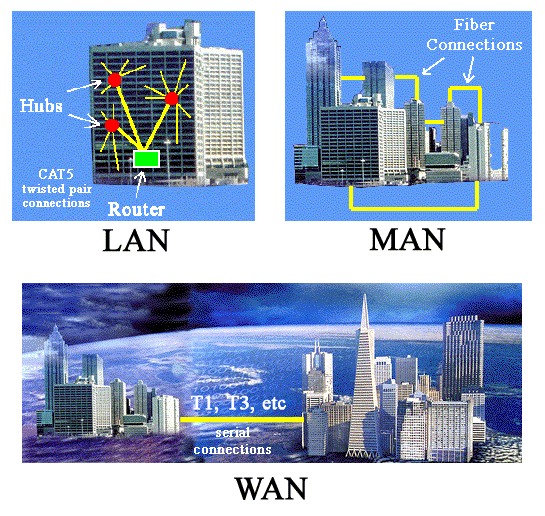 Hubs
CAT5
twisted pair
connections
Router
LAN
Fiber
Connections
MAN
T1, T3, etc
serial
connections
WAN